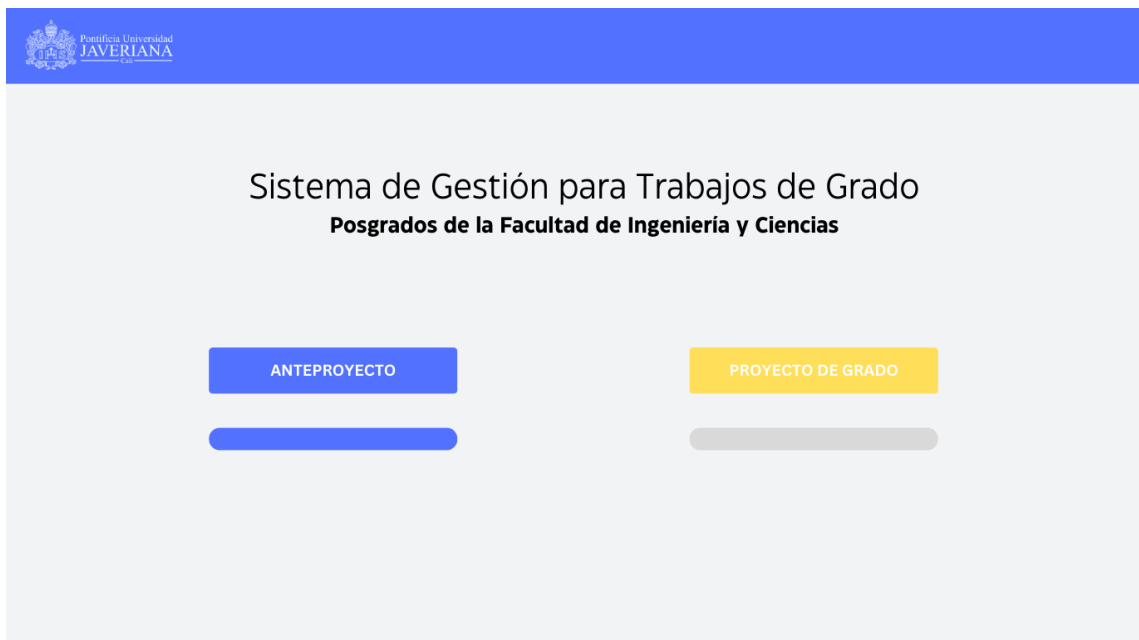 Pontificia Universidad
JAVERIANA
Cali
Sistema de Gestión para Trabajos de Grado
Posgrados de la Facultad de Ingeniería y Ciencias
ANTEPROYECTO
PROYECTO DE GRADO